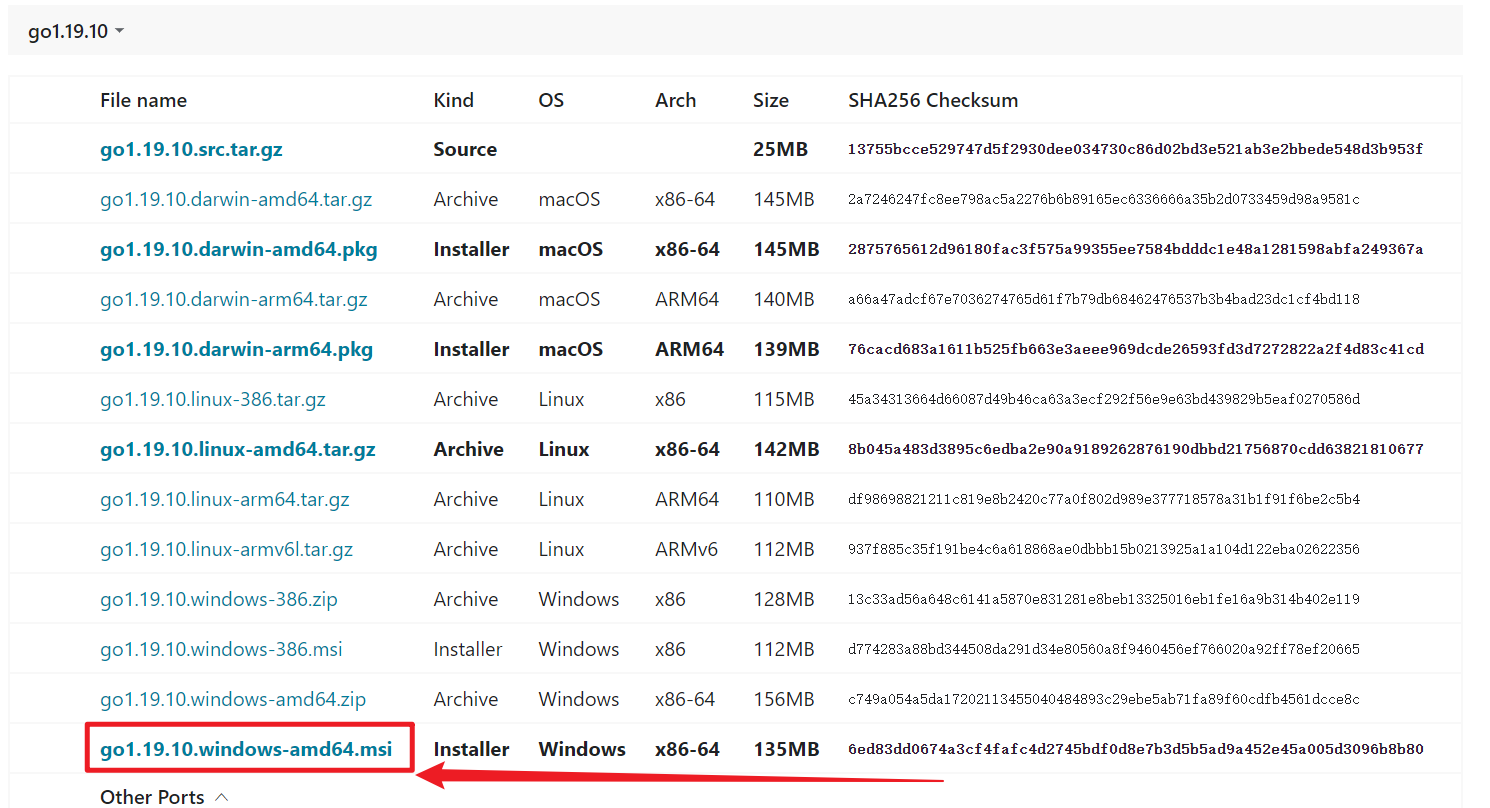 go1.19.10
File name Kind OS Arch Size SHA256 Checksum
go1.19.10.src.tar.gz Source 25MB 13755bcce529747d5f2930dee034730c86d02bd3e521ab3e2bbede548d3b953f
go1.19.10.darwin-amd64.tar.gz Archive macOS x86-64 145MB 2a7246247fc8ee798ac5a2276b6b89165ec6336666a35b2d0733459d98a9581c
go1.19.10.darwin-amd64.pkg Installer macOS x86-64 145MB 2875765612d96180fac3f575a99355ee7584bdddc1e48a1281598abfa249367a
go1.19.10.darwin-arm64.tar.gz Archive macOS ARM64 140MB a66a47adcf67e7036274765d61f7b79db68462476537b3b4bad23dc1cf4bd118
go1.19.10.darwin-arm64.pkg Installer macOS ARM64 139MB 76cacd683a1611b525fb663e3aeee969dcde26593fd3d7272822a2f4d83c41cd
go1.19.10.linux-386.tar.gz Archive Linux x86 115MB 45a34313664d66087d49b46ca63a3ecf292f56e9e63bd439829b5eaf0270586d
go1.19.10.linux-amd64.tar.gz Archive Linux x86-64 142MB 8b045a483d3895c6edba2e90a9189262876190dbbd21756870cdd63821810677
go1.19.10.linux-arm64.tar.gz Archive Linux ARM64 110MB df98698821211c819e8b2420c77a0f802d989e377718578a31b1f91f6be2c5b4
go1.19.10.linux-armv6l.tar.gz Archive Linux ARMv6 112MB 937f885c35f191be4c6a618868ae0dbbb15b0213925a1a104d122eba02622356
go1.19.10.windows-386.zip Archive Windows x86 128MB 13c33ad56a648c6141a5870e831281e8beb13325016eb1fe16a9b314b402e119
go1.19.10.windows-386.msi Installer Windows x86 112MB d774283a88bd344508da291d34e80560a8f9460456ef766020a92ff78ef20665
go1.19.10.windows-amd64.zip Archive Windows x86-64 156MB c749a054a5da17202113455040484893c29ebe5ab71fa89f60cdfb4561dcce8c
go1.19.10.windows-amd64.msi Installer Windows x86-64 135MB 6ed83dd0674a3cf4fafc4d2745bdf0d8e7b3d5b5ad9a452e45a005d3096b8b80
Other Ports